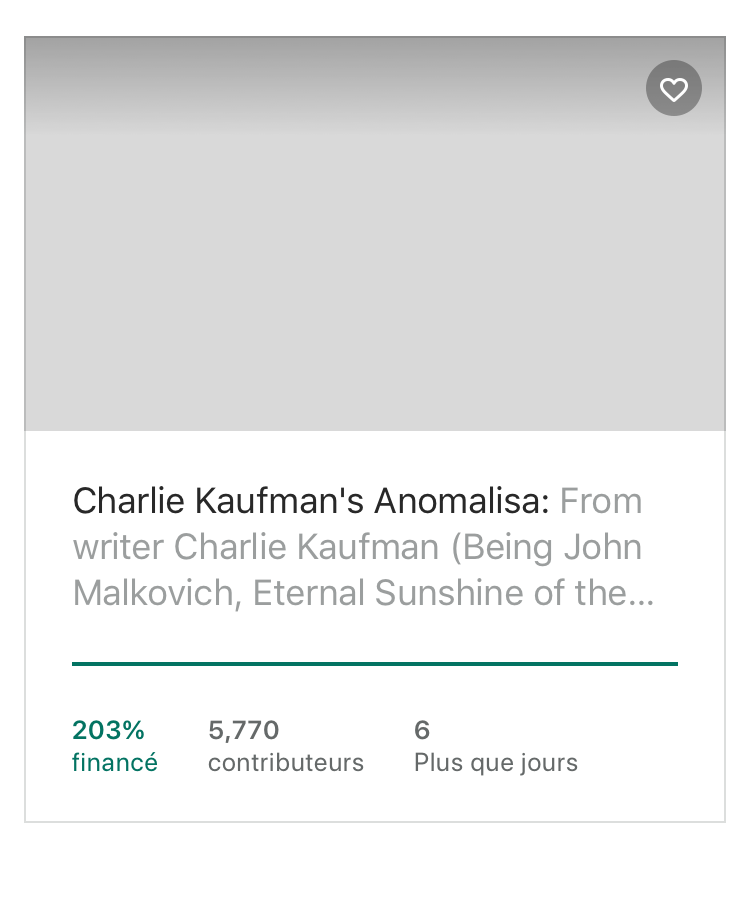 Charlie Kaufman's Anomalisa: From
writer Charlie Kaufman (Being John
Malkovich, Eternal Sunshine of the...
203%
financé
5,770
contributeurs
6
Plus que jours